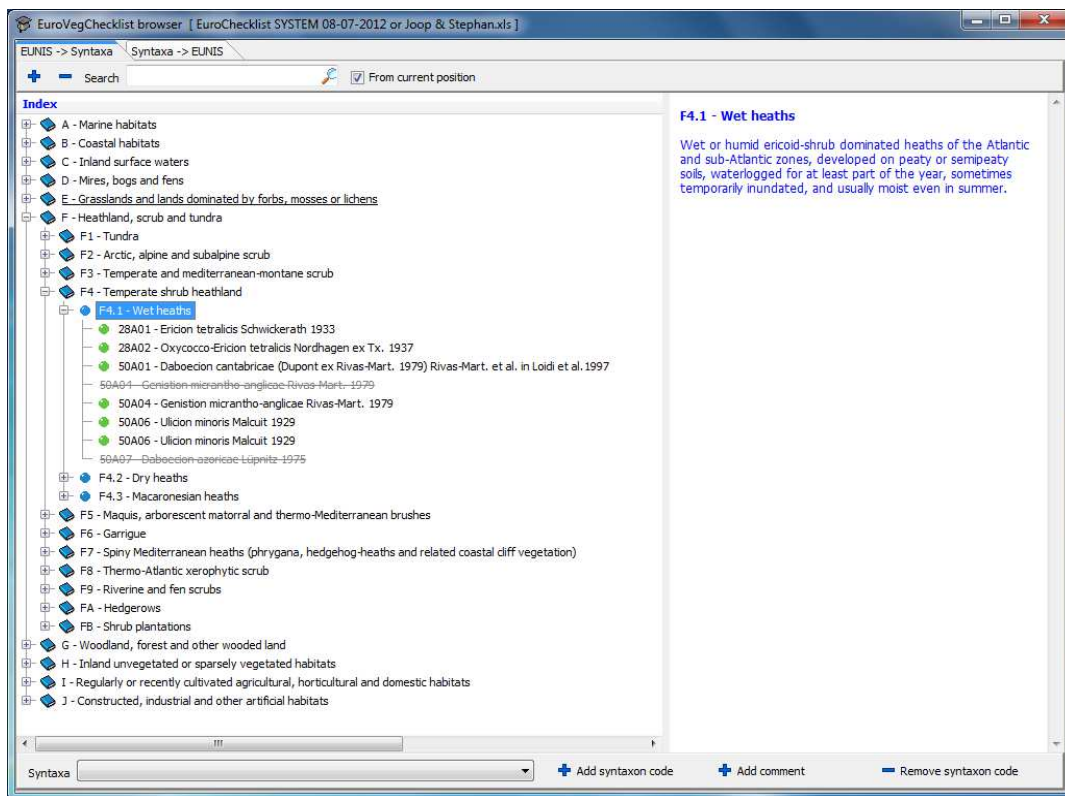 EuroVegChecklist browser [ EuroChecklist SYSTEM 08-07-2012 or Joop & Stephan.xls ]
EUNIS -> Syntaxa
Syntaxa -> EUNIS
Search
From current position
Index
A - Marine habitats
B - Coastal habitats
C - Inland surface waters
D - Mires, bogs and fens
E - Grasslands and lands dominated by forbs, mosses or lichens
F - Heathland, scrub and tundra
F1 - Tundra
F2 - Arctic, alpine and subalpine scrub
F3 - Temperate and mediterranean-montane scrub
F4 - Temperate shrub heathland
F4.1 - Wet heaths
28A01 - Ericion tetralicis Schwickerath 1933
28A02 - Oxycocco-Ericion tetralicis Nordhagen ex Tx. 1937
50A01 - Daboecion cantabricae (Dupont ex Rivas-Mart. 1979) Rivas-Mart. et al. in Loidi et al.1997
50A04 - Genistion micrantho-anglicae Rivas-Mart. 1979
50A04 - Genistion micrantho-anglicae Rivas-Mart. 1979
50A06 - Ulicion minoris Malcuit 1929
50A06 - Ulicion minoris Malcuit 1929
50A07 - Daboecion azoricae Lüpnitz 1975
F4.2 - Dry heaths
F4.3 - Macaronesian heaths
F5 - Maquis, arborescent matorral and thermo-Mediterranean brushes
F6 - Garrigue
F7 - Spiny Mediterranean heaths (phrygana, hedgehog-heaths and related coastal cliff vegetation)
F8 - Thermo-Atlantic xerophytic scrub
F9 - Riverine and fen scrubs
FA - Hedgerows
FB - Shrub plantations
G - Woodland, forest and other wooded land
H - Inland unvegetated or sparsely vegetated habitats
I - Regularly or recently cultivated agricultural, horticultural and domestic habitats
J - Constructed, industrial and other artificial habitats
F4.1 - Wet heaths
Wet or humid ericoid-shrub dominated heaths of the Atlantic
and sub-Atlantic zones, developed on peaty or semipeaty
soils, waterlogged for at least part of the year, sometimes
temporarily inundated, and usually moist even in summer.
Syntaxa
Add syntaxon code
Add comment
Remove syntaxon code